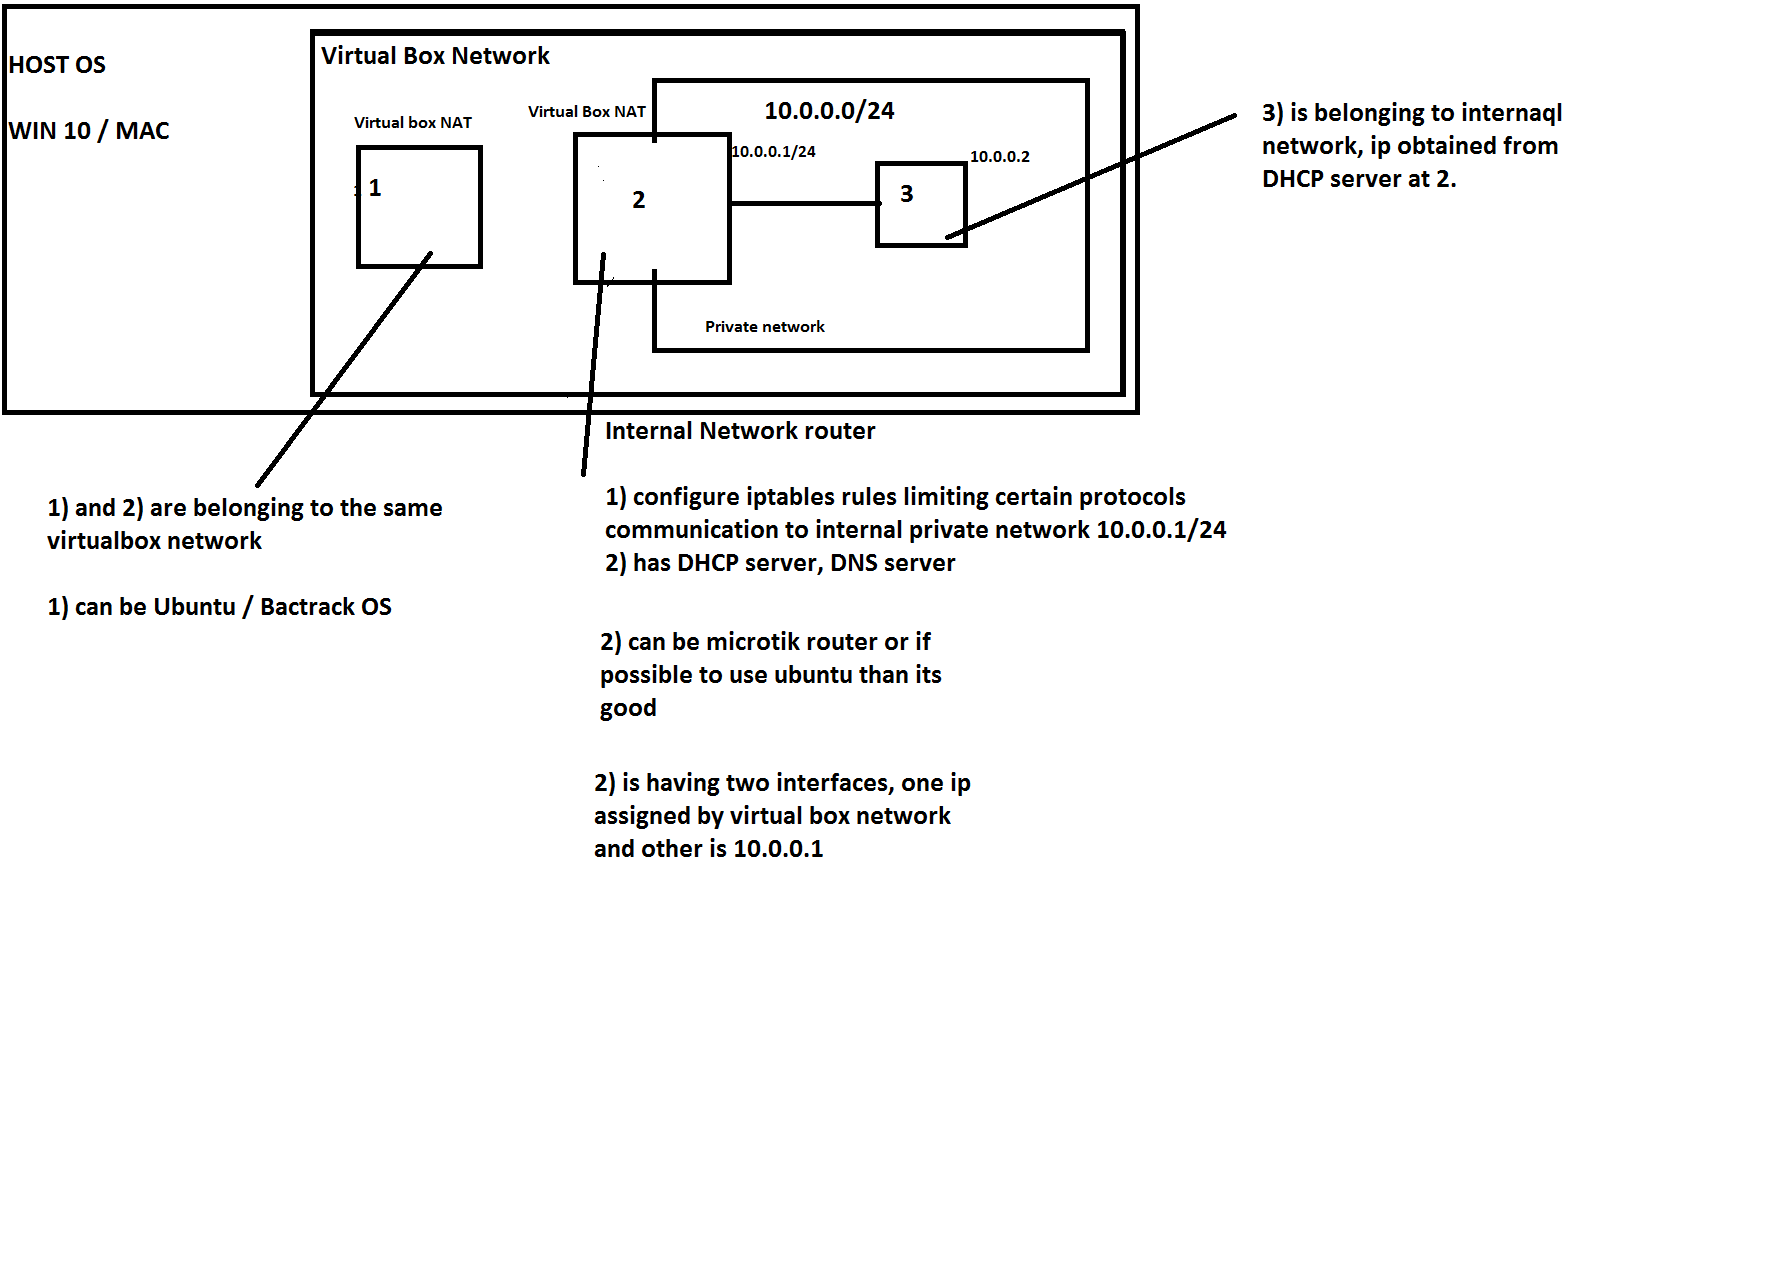 HOST OS
WIN 10 / MAC
Virtual Box Network
Virtual box NAT
1
Virtual Box NAT
2
10.0.0.0/24
10.0.0.1/24
3
10.0.0.2
Private network
3) is belonging to internaql
network, ip obtained from
DHCP server at 2.
1) and 2) are belonging to the same
virtualbox network
1) can be Ubuntu / Bactrack OS
Internal Network router
1) configure iptables rules limiting certain protocols
communication to internal private network 10.0.0.1/24
2) has DHCP server, DNS server
2) can be microtik router or if
possible to use ubuntu than its
good
2) is having two interfaces, one ip
assigned by virtual box network
and other is 10.0.0.1